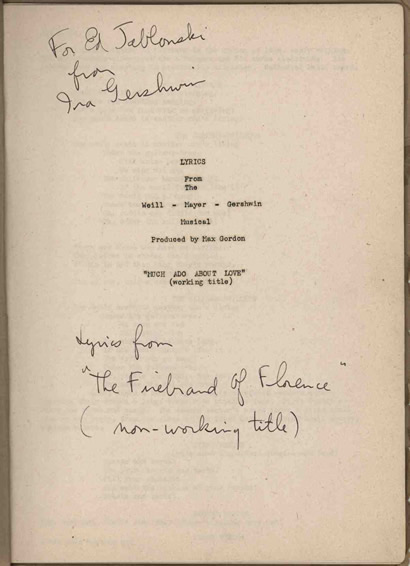 For Ed Jablonski
from
Ira Gershwin
LYRICS
From
The
Weill - Mayer - Gershwin
Musical
Produced by Max Gordon
"MUCH ADO ABOUT LOVE"
(working title)
Lyrics from
"The Firebrand of Florence"
(non-working title)